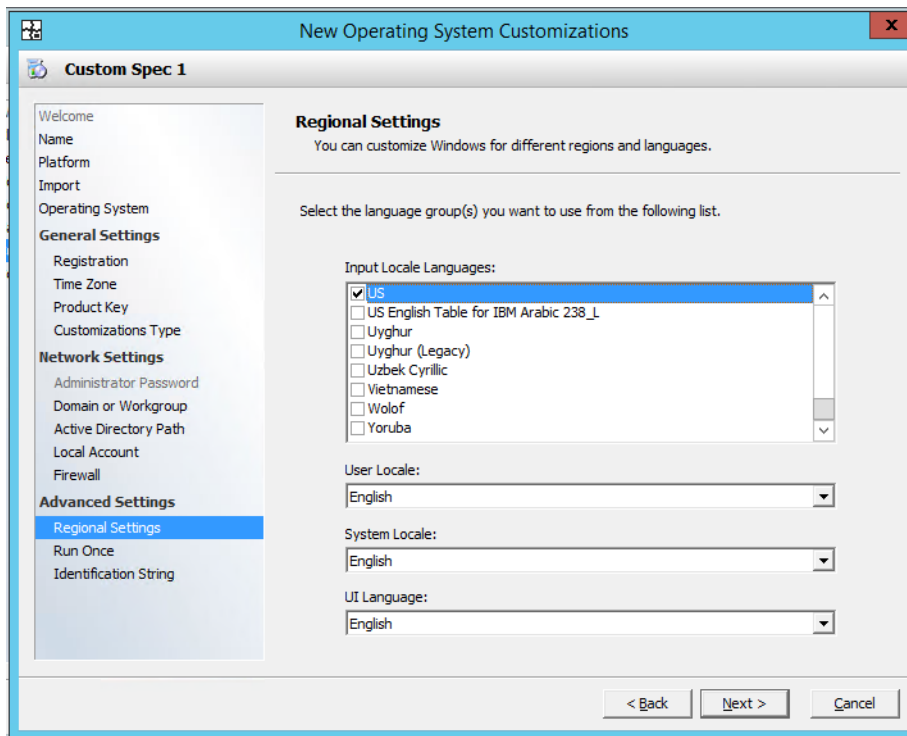 New Operating System Customizations
x
Custom Spec 1
Welcome
Name
Platform
Import
Operating System
General Settings
Registration
Time Zone
Product Key
Customizations Type
Network Settings
Administrator Password
Domain or Workgroup
Active Directory Path
Local Account
Firewall
Advanced Settings
Regional Settings
Run Once
Identification String
Regional Settings
You can customize Windows for different regions and languages.
Select the language group(s) you want to use from the following list.
Input Locale Languages:
US
US English Table for IBM Arabic 238_L
Uyghur
Uyghur (Legacy)
Uzbek Cyrillic
Vietnamese
Wolof
Yoruba
User Locale:
English
System Locale:
English
UI Language:
English
< Back
Next >
Cancel